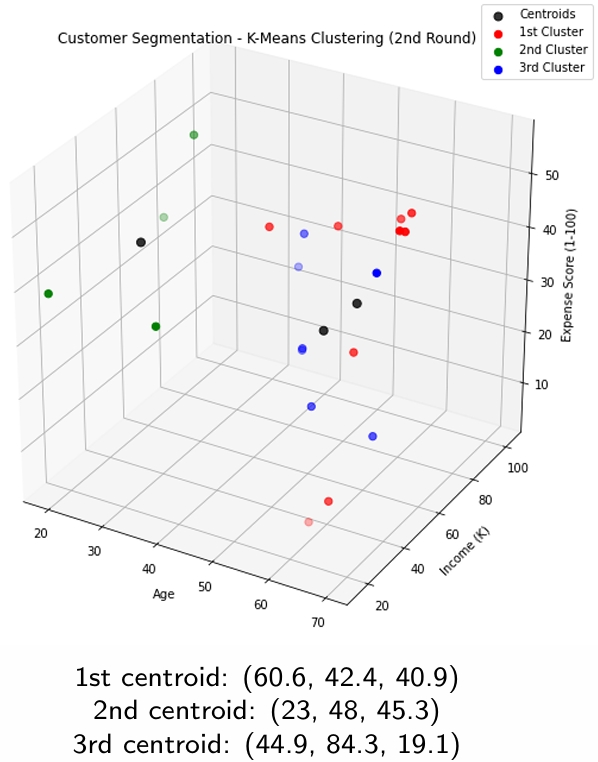 Customer Segmentation - K-Means Clustering (2nd Round)
Centroids
1st Cluster
2nd Cluster
3rd Cluster
50
40
30
20
10
Expense Score (1-100)
100
80
60
40
20
Income (K)
20
30
40
50
60
70
Age
1st centroid: (60.6, 42.4, 40.9)
2nd centroid: (23, 48, 45.3)
3rd centroid: (44.9, 84.3, 19.1)